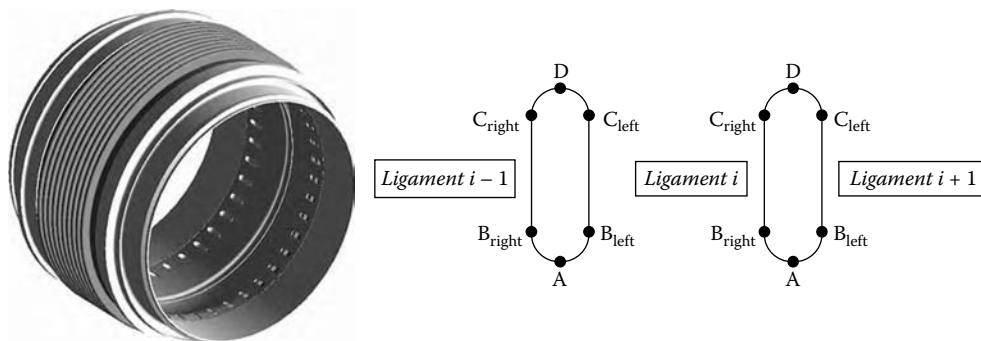 D D
C_right C_left C_right C_left
Ligament i – 1 Ligament i Ligament i + 1
B_right B_left B_right B_left
A A